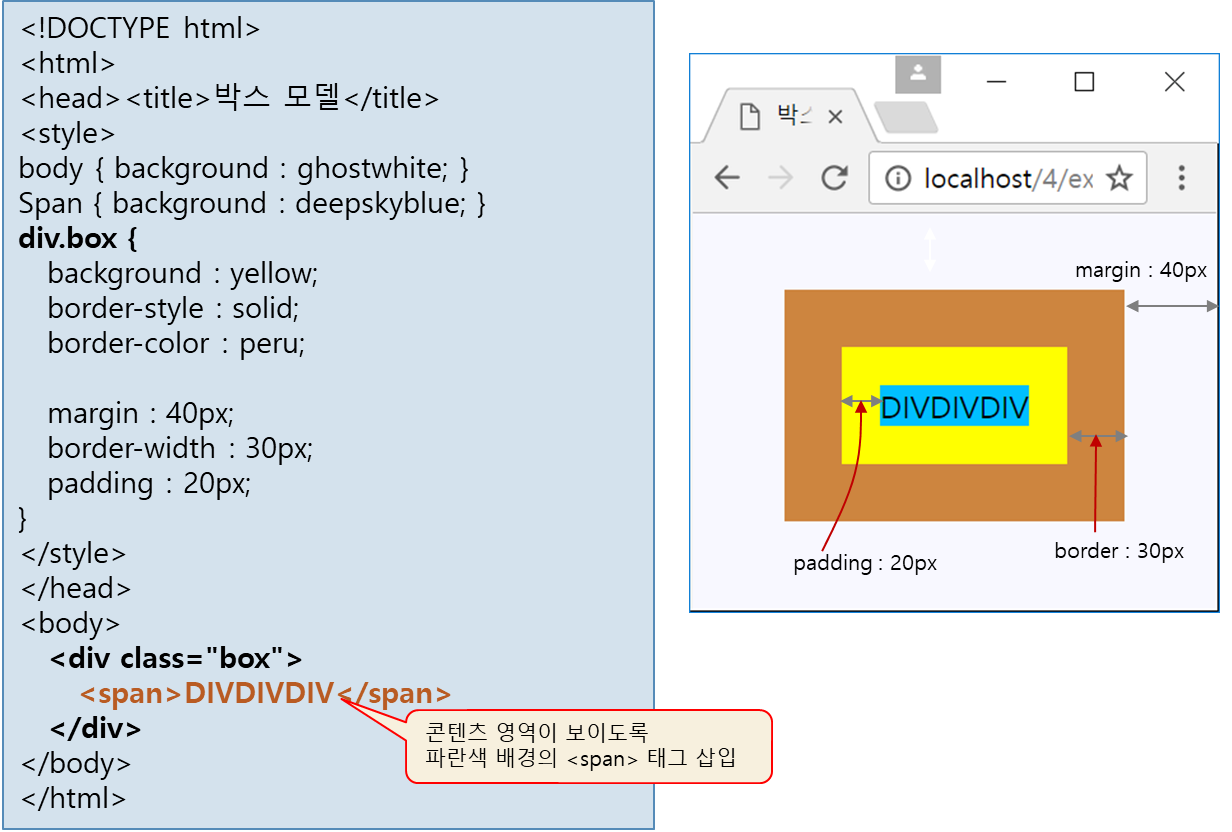 <!DOCTYPE html>
<html>
<head><title>박스 모델</title>
<style>
body { background : ghostwhite; }
Span { background : deepskyblue; }
div.box {
background : yellow;
border-style : solid;
border-color : peru;
margin : 40px;
border-width : 30px;
padding : 20px;
}
</style>
</head>
<body>
<div class="box">
<span>DIVDIVDIV</span>
</div>
</body>
</html>
콘텐츠 영역이 보이도록
파란색 배경의 <span> 태그 삽입
박스
localhost/4/ex
margin : 40px
DIVDIVDIV
padding : 20px
border : 30px